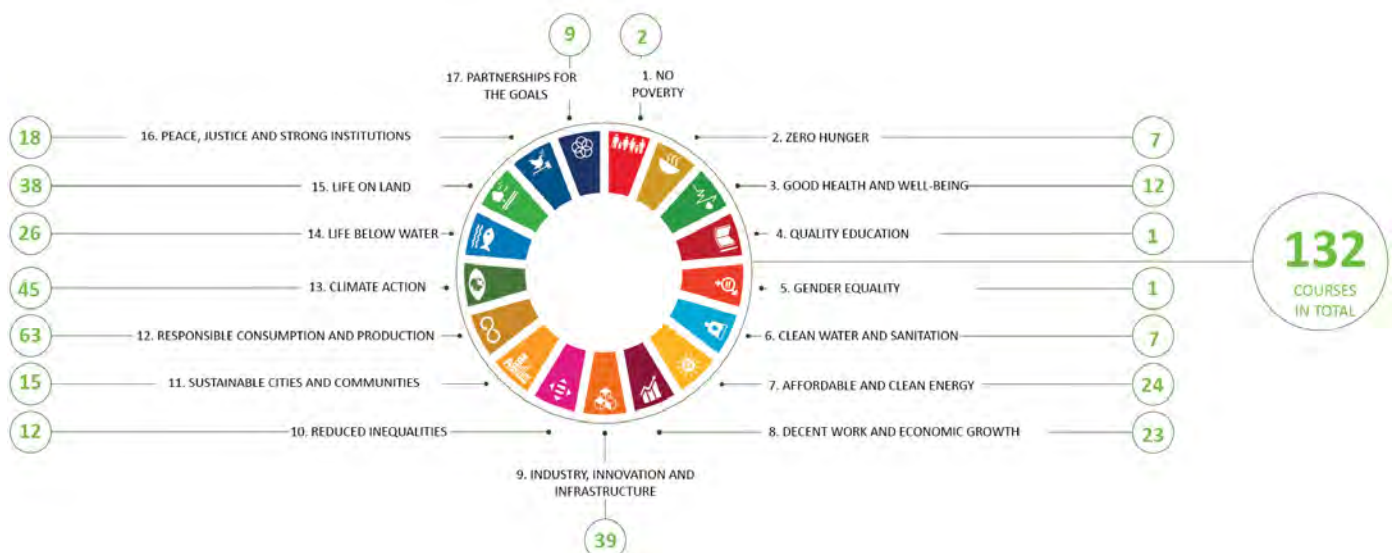 9
2
17. PARTNERSHIPS FOR
THE GOALS
1. NO
POVERTY
18
16. PEACE, JUSTICE AND STRONG INSTITUTIONS
2. ZERO HUNGER
7
38
15. LIFE ON LAND
3. GOOD HEALTH AND WELL-BEING
12
26
14. LIFE BELOW WATER
4. QUALITY EDUCATION
1
132
COURSES
IN TOTAL
45
13. CLIMATE ACTION
5. GENDER EQUALITY
1
63
12. RESPONSIBLE CONSUMPTION AND PRODUCTION
6. CLEAN WATER AND SANITATION
7
15
11. SUSTAINABLE CITIES AND COMMUNITIES
7. AFFORDABLE AND CLEAN ENERGY
24
12
10. REDUCED INEQUALITIES
8. DECENT WORK AND ECONOMIC GROWTH
23
9. INDUSTRY, INNOVATION AND
INFRASTRUCTURE
39